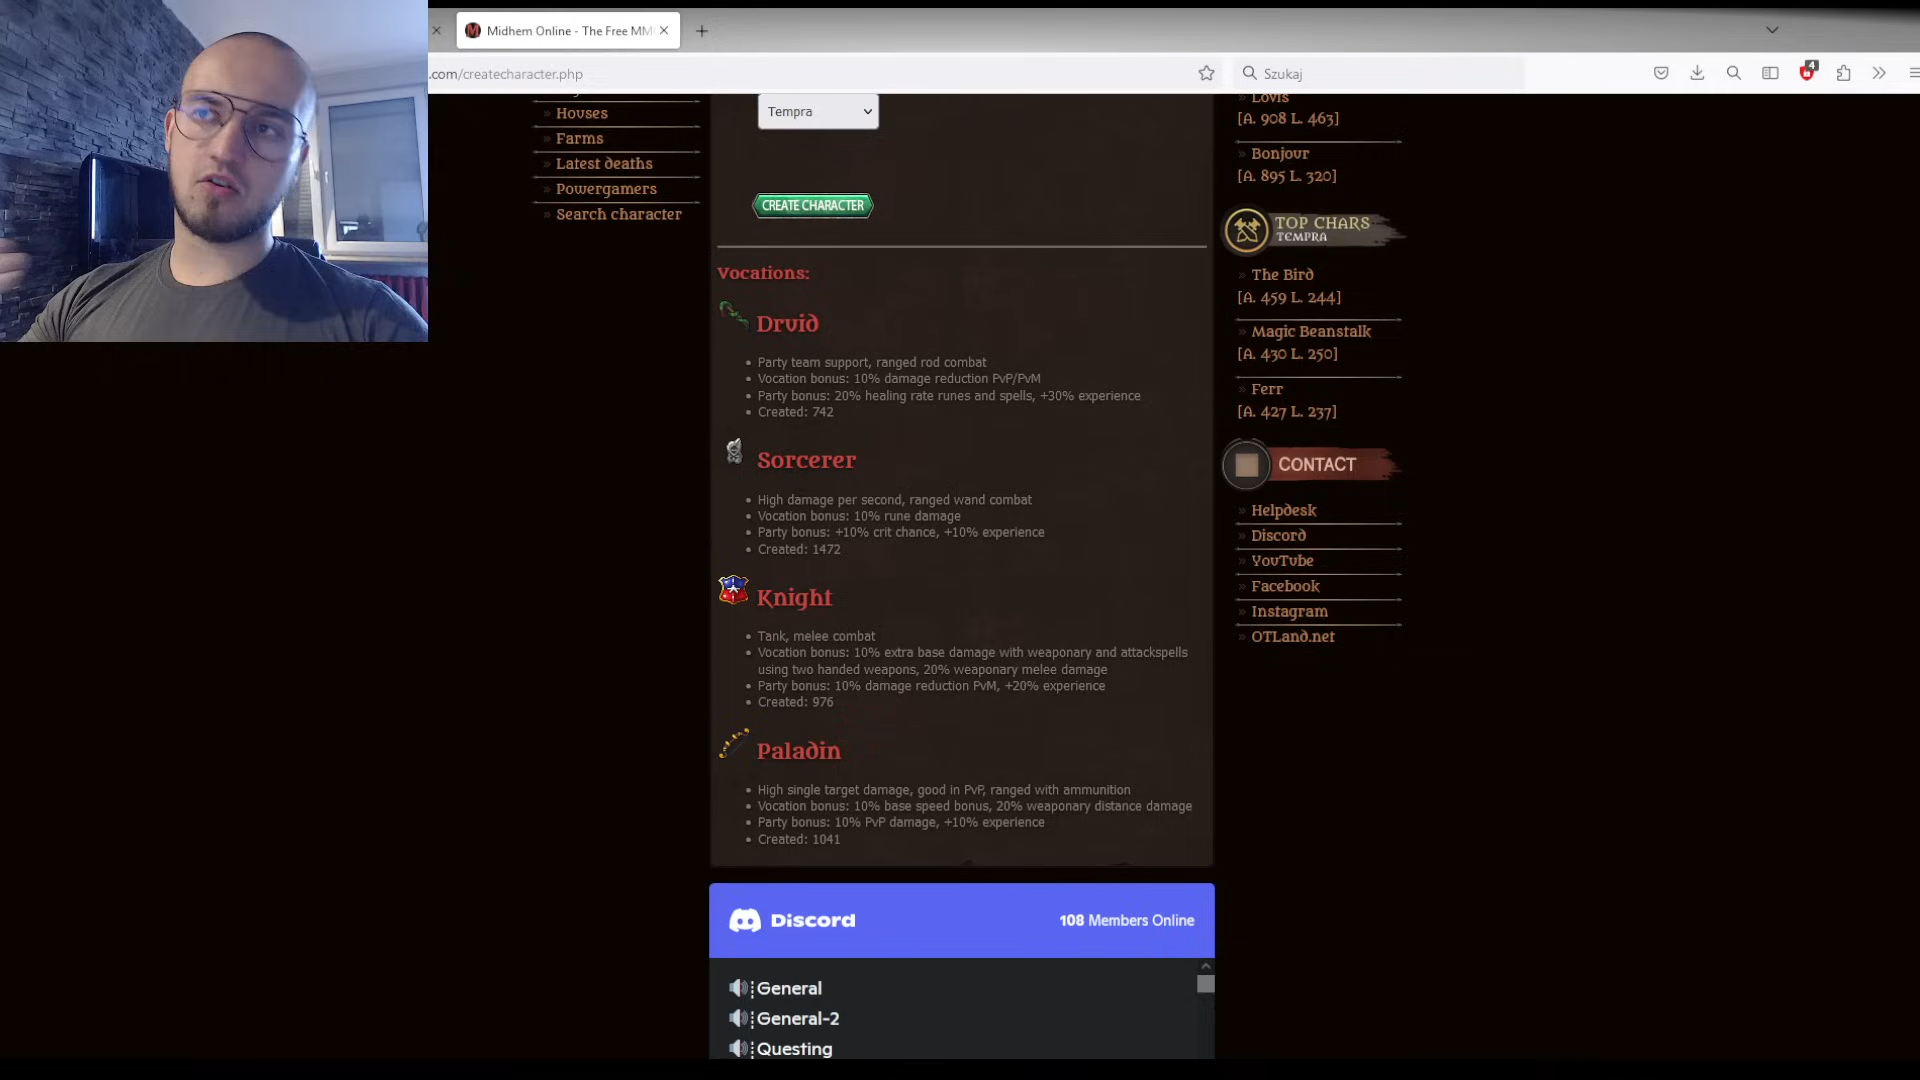 Midhem Online - The Free MM
.com/createcharacter.php
Szukaj
4
Houses
Farms
Latest deaths
Powergamers
Search character
Tempra
CREATE CHARACTER
Vocations:
Druid
Party team support, ranged rod combat
Vocation bonus: 10% damage reduction PvP/PvM
Party bonus: 20% healing rate runes and spells, +30% experience
Created: 742
Sorcerer
High damage per second, ranged wand combat
Vocation bonus: 10% rune damage
Party bonus: +10% crit chance, +10% experience
Created: 1472
Knight
Tank, melee combat
Vocation bonus: 10% extra base damage with weaponary and attackspells
using two handed weapons, 20% weaponary melee damage
Party bonus: 10% damage reduction PvM, +20% experience
Created: 976
Paladin
High single target damage, good in PvP, ranged with ammunition
Vocation bonus: 10% base speed bonus, 20% weaponary distance damage
Party bonus: 10% PvP damage, +10% experience
Created: 1041
Discord
108 Members Online
General
General-2
Questing
Lovis
[A. 908 L. 463]
Bonjour
[A. 895 L. 320]
TOP CHARS
TEMPRA
The Bird
[A. 459 L. 244]
Magic Beanstalk
[A. 430 L. 250]
Ferr
[A. 427 L. 237]
CONTACT
Helpdesk
Discord
YouTube
Facebook
Instagram
OTLand.net